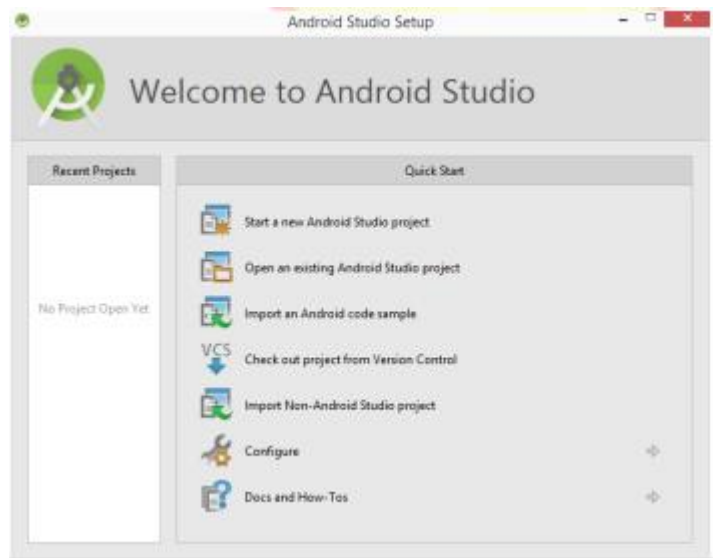 Android Studio Setup
Welcome to Android Studio
Recent Projects
No Project Open Yet
Quick Start
Start a new Android Studio project
Open an existing Android Studio project
Import an Android code sample
VCS
Check out project from Version Control
Import Non-Android Studio project
Configure
Docs and How-Tos